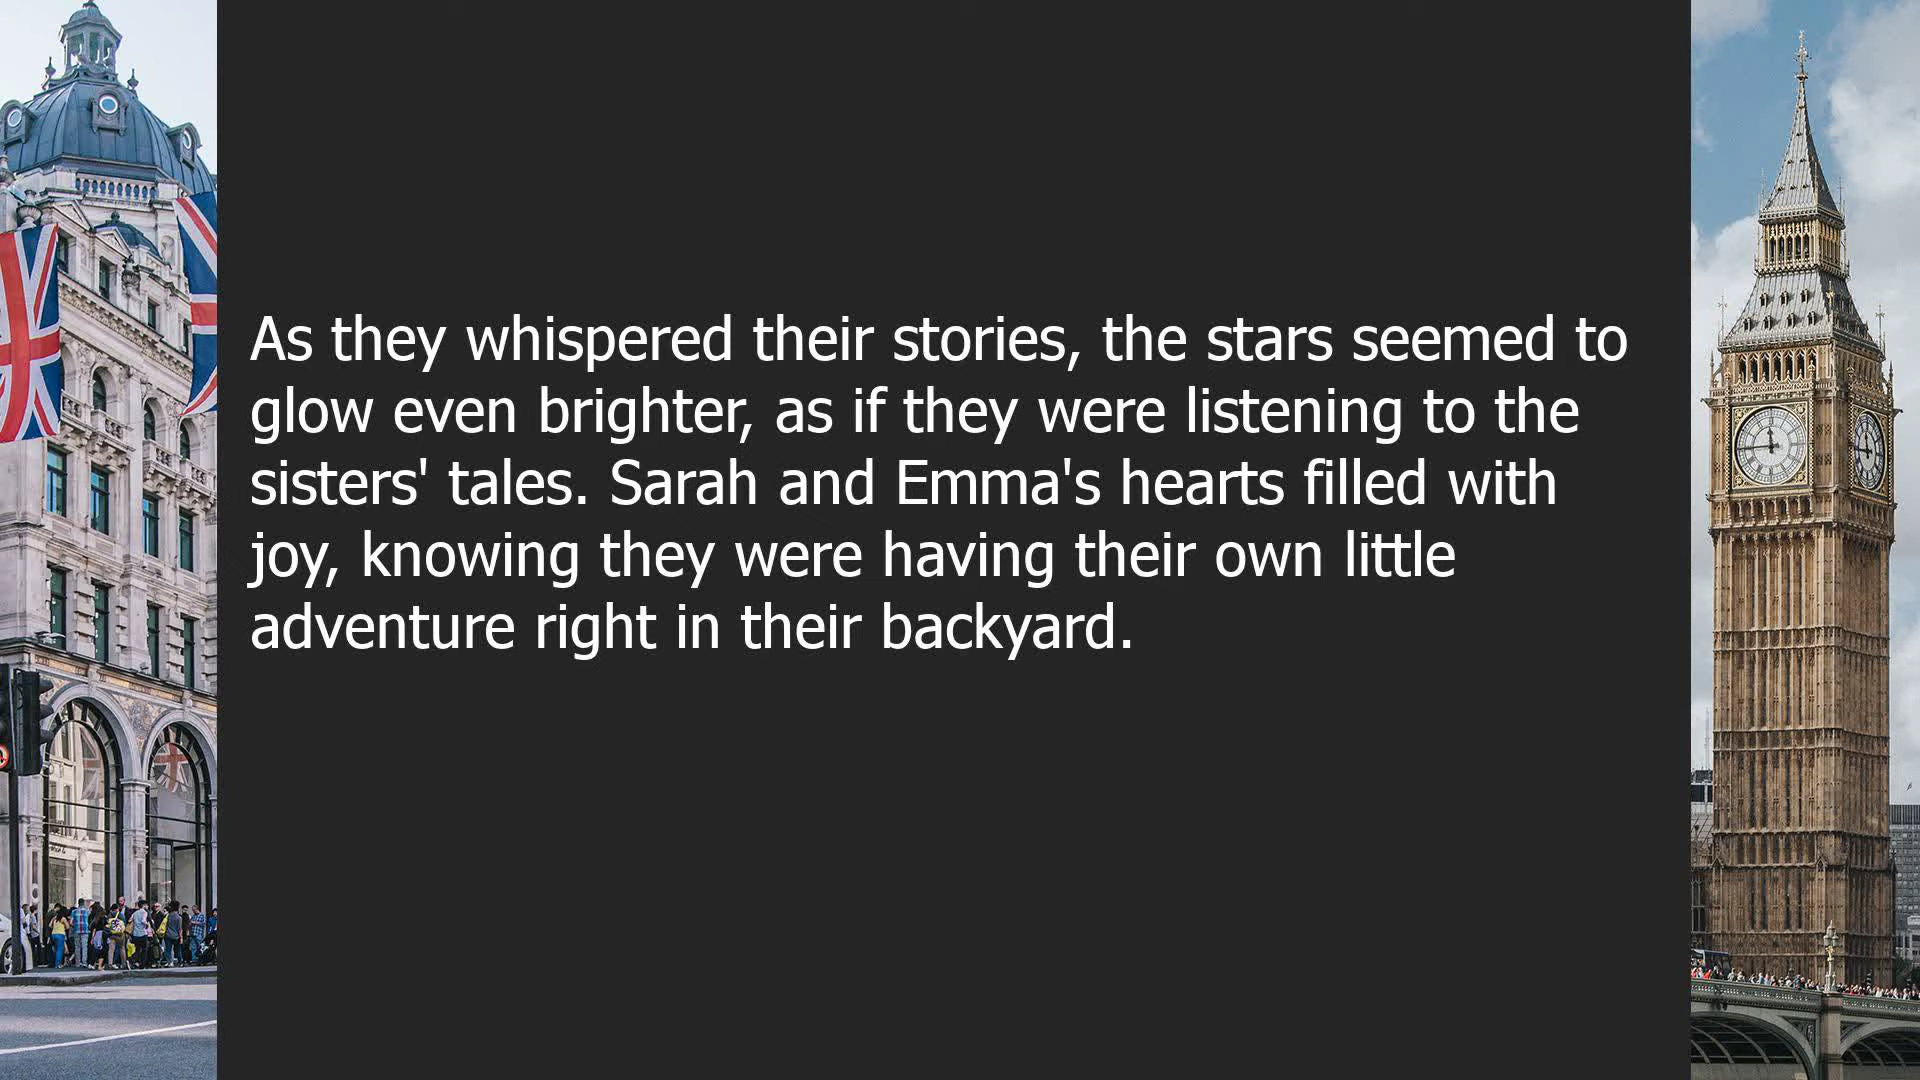 As they whispered their stories, the stars seemed to
glow even brighter, as if they were listening to the
sisters' tales. Sarah and Emma's hearts filled with
joy, knowing they were having their own little
adventure right in their backyard.